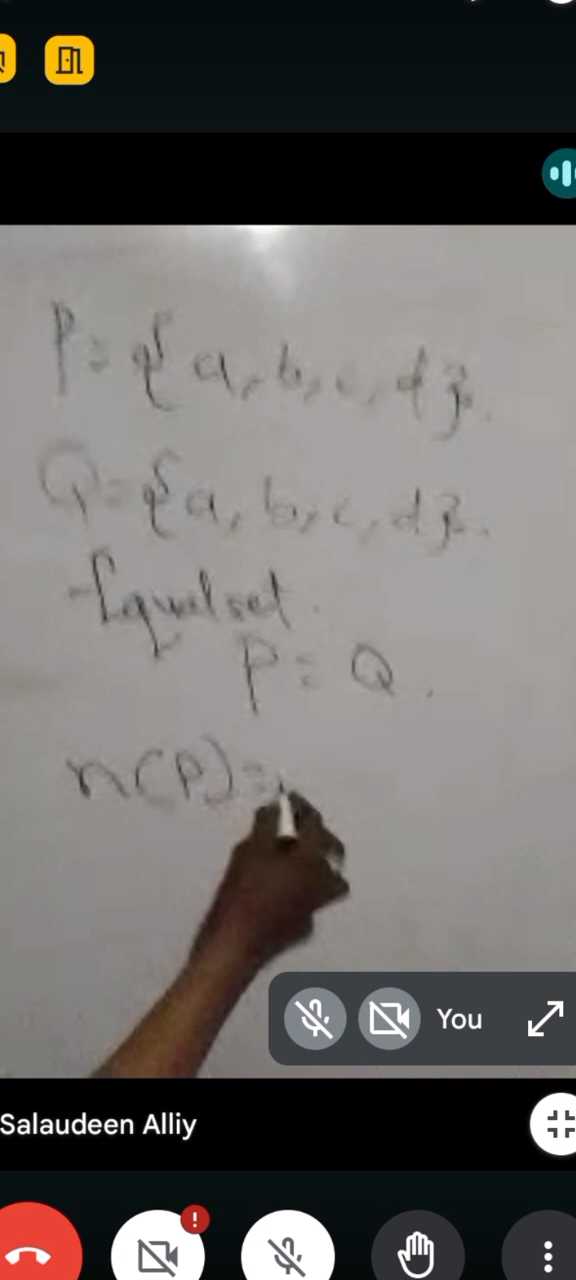 P = {a, b, c, d}.
Q = {a, b, c, d}.
- Equal set.
P = Q.
n(P) =
You
Salaudeen Alliy
!